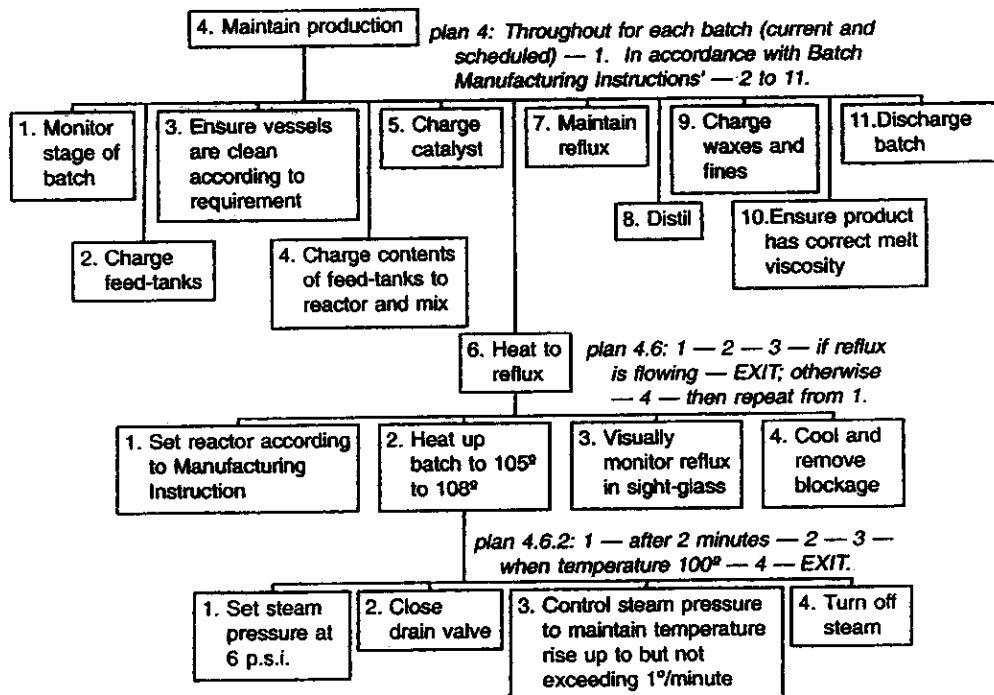 4. Maintain production
plan 4: Throughout for each batch (current and
scheduled) — 1. In accordance with Batch
Manufacturing Instructions' — 2 to 11.
1. Monitor
stage of
batch
2. Charge
feed-tanks
3. Ensure vessels
are clean
according to
requirement
4. Charge contents
of feed-tanks to
reactor and mix
5. Charge
catalyst
7. Maintain
reflux
8. Distil
9. Charge
waxes and
fines
10.Ensure product
has correct melt
viscosity
11.Discharge
batch
6. Heat to
reflux
plan 4.6: 1 — 2 — 3 — if reflux
is flowing — EXIT; otherwise
— 4 — then repeat from 1.
1. Set reactor according
to Manufacturing
Instruction
2. Heat up
batch to 105º
to 108º
3. Visually
monitor reflux
in sight-glass
4. Cool and
remove
blockage
plan 4.6.2: 1 — after 2 minutes — 2 — 3 —
when temperature 100º — 4 — EXIT.
1. Set steam
pressure at
6 p.s.i.
2. Close
drain valve
3. Control steam pressure
to maintain temperature
rise up to but not
exceeding 1º/minute
4. Turn off
steam